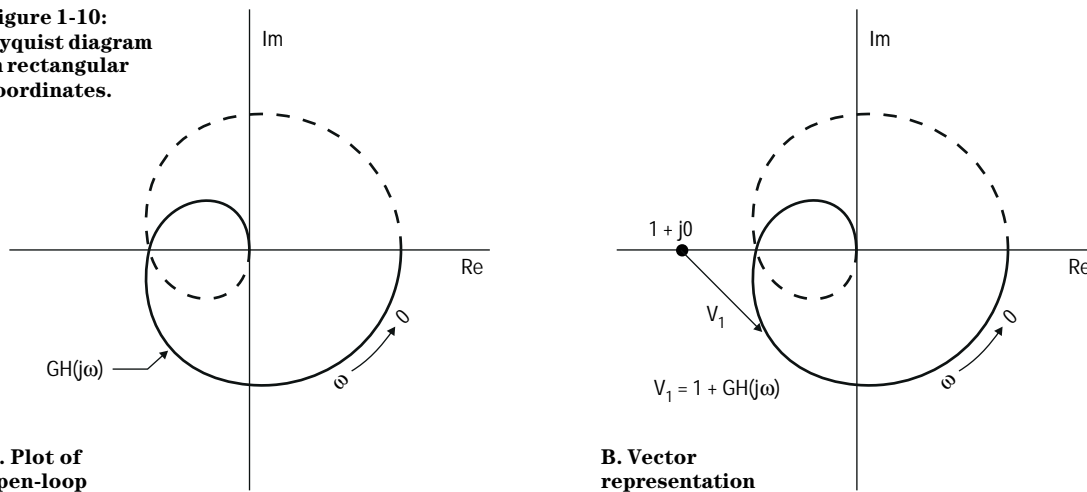 igure 1-10:
yquist diagram
n rectangular
oordinates.
Im
Re
GH(jω)
ω
0
. Plot of
pen-loop
Im
1 + j0
Re
V1
V1 = 1 + GH(jω)
ω
0
B. Vector
representation